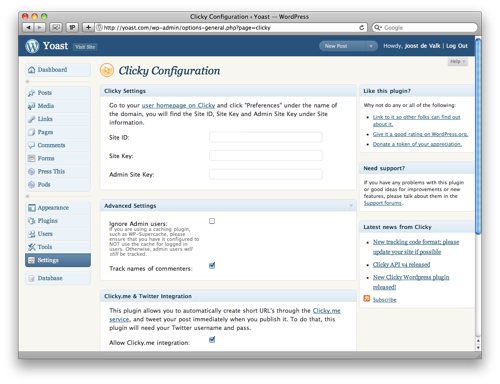 Clicky Configuration ‹ Yoast — WordPress
http://yoast.com/wp-admin/options-general.php?page=clicky
Google
Yoast
Visit Site
New Post
Howdy, Joost de Valk | Log Out
Help
Dashboard
Posts
Media
Links
Pages
Comments
Forms
Press This
Pods
Appearance
Plugins
Users
Tools
Settings
Database
Clicky Configuration
Clicky Settings
Go to your user homepage on Clicky and click "Preferences" under the name of
the domain, you will find the Site ID, Site Key and Admin Site Key under Site
information.
Site ID:
Site Key:
Admin Site Key:
Advanced Settings
Ignore Admin users:
If you are using a caching plugin,
such as WP-Supercache, please
ensure that you have it configured to
NOT use the cache for logged in
users. Otherwise, admin users will
still be tracked.
Track names of commenters:
Clicky.me & Twitter Integration
This plugin allows you to automatically create short URL's through the Clicky.me
service, and tweet your post immediately when you publish it. To do that, this
plugin will need your Twitter username and pass.
Allow Clicky.me integration:
Like this plugin?
Why not do any or all of the following:
Link to it so other folks can find
out about it.
Give it a good rating on WordPress.org.
Donate a token of your appreciation.
Need support?
If you have any problems with this plugin
or good ideas for improvements or new
features, please talk about them in the
Support forums.
Latest news from Clicky
New tracking code format; please
update your site if possible
Clicky API v4 released!
New Clicky Wordpress plugin
released!
Subscribe